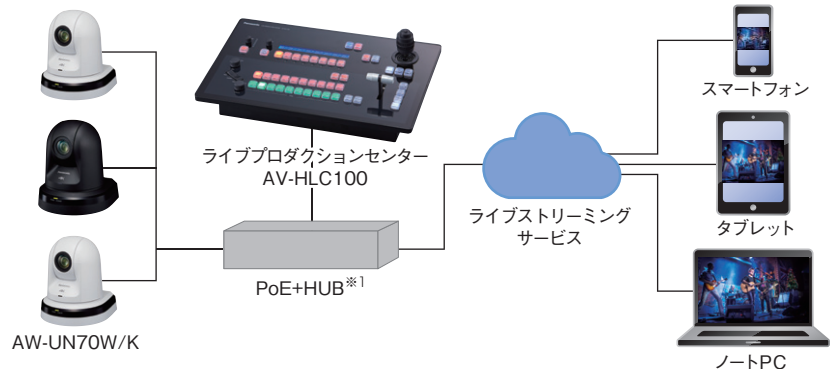 スマートフォン
ライブプロダクションセンター
AV-HLC100
ライブストリーミング
サービス
タブレット
PoE+HUB※1
AW-UN70W/K
ノートPC